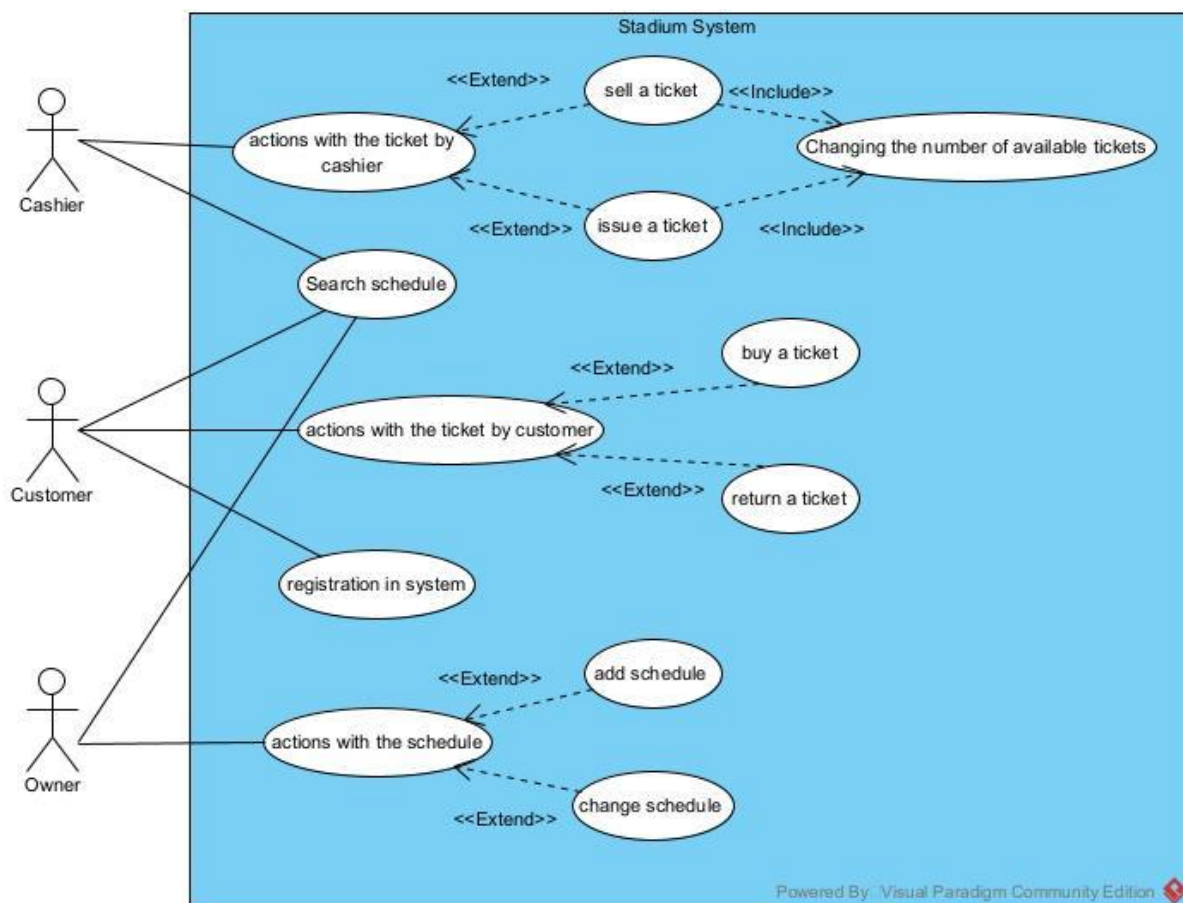 Stadium System
<<Extend>>
sell a ticket
<<Include>>
actions with the ticket by
cashier
Changing the number of available tickets
Cashier
<<Extend>>
issue a ticket
<<Include>>
Search schedule
buy a ticket
<<Extend>>
actions with the ticket by customer
Customer
<<Extend>>
return a ticket
registration in system
add schedule
<<Extend>>
actions with the schedule
Owner
<<Extend>>
change schedule
Powered By Visual Paradigm Community Edition